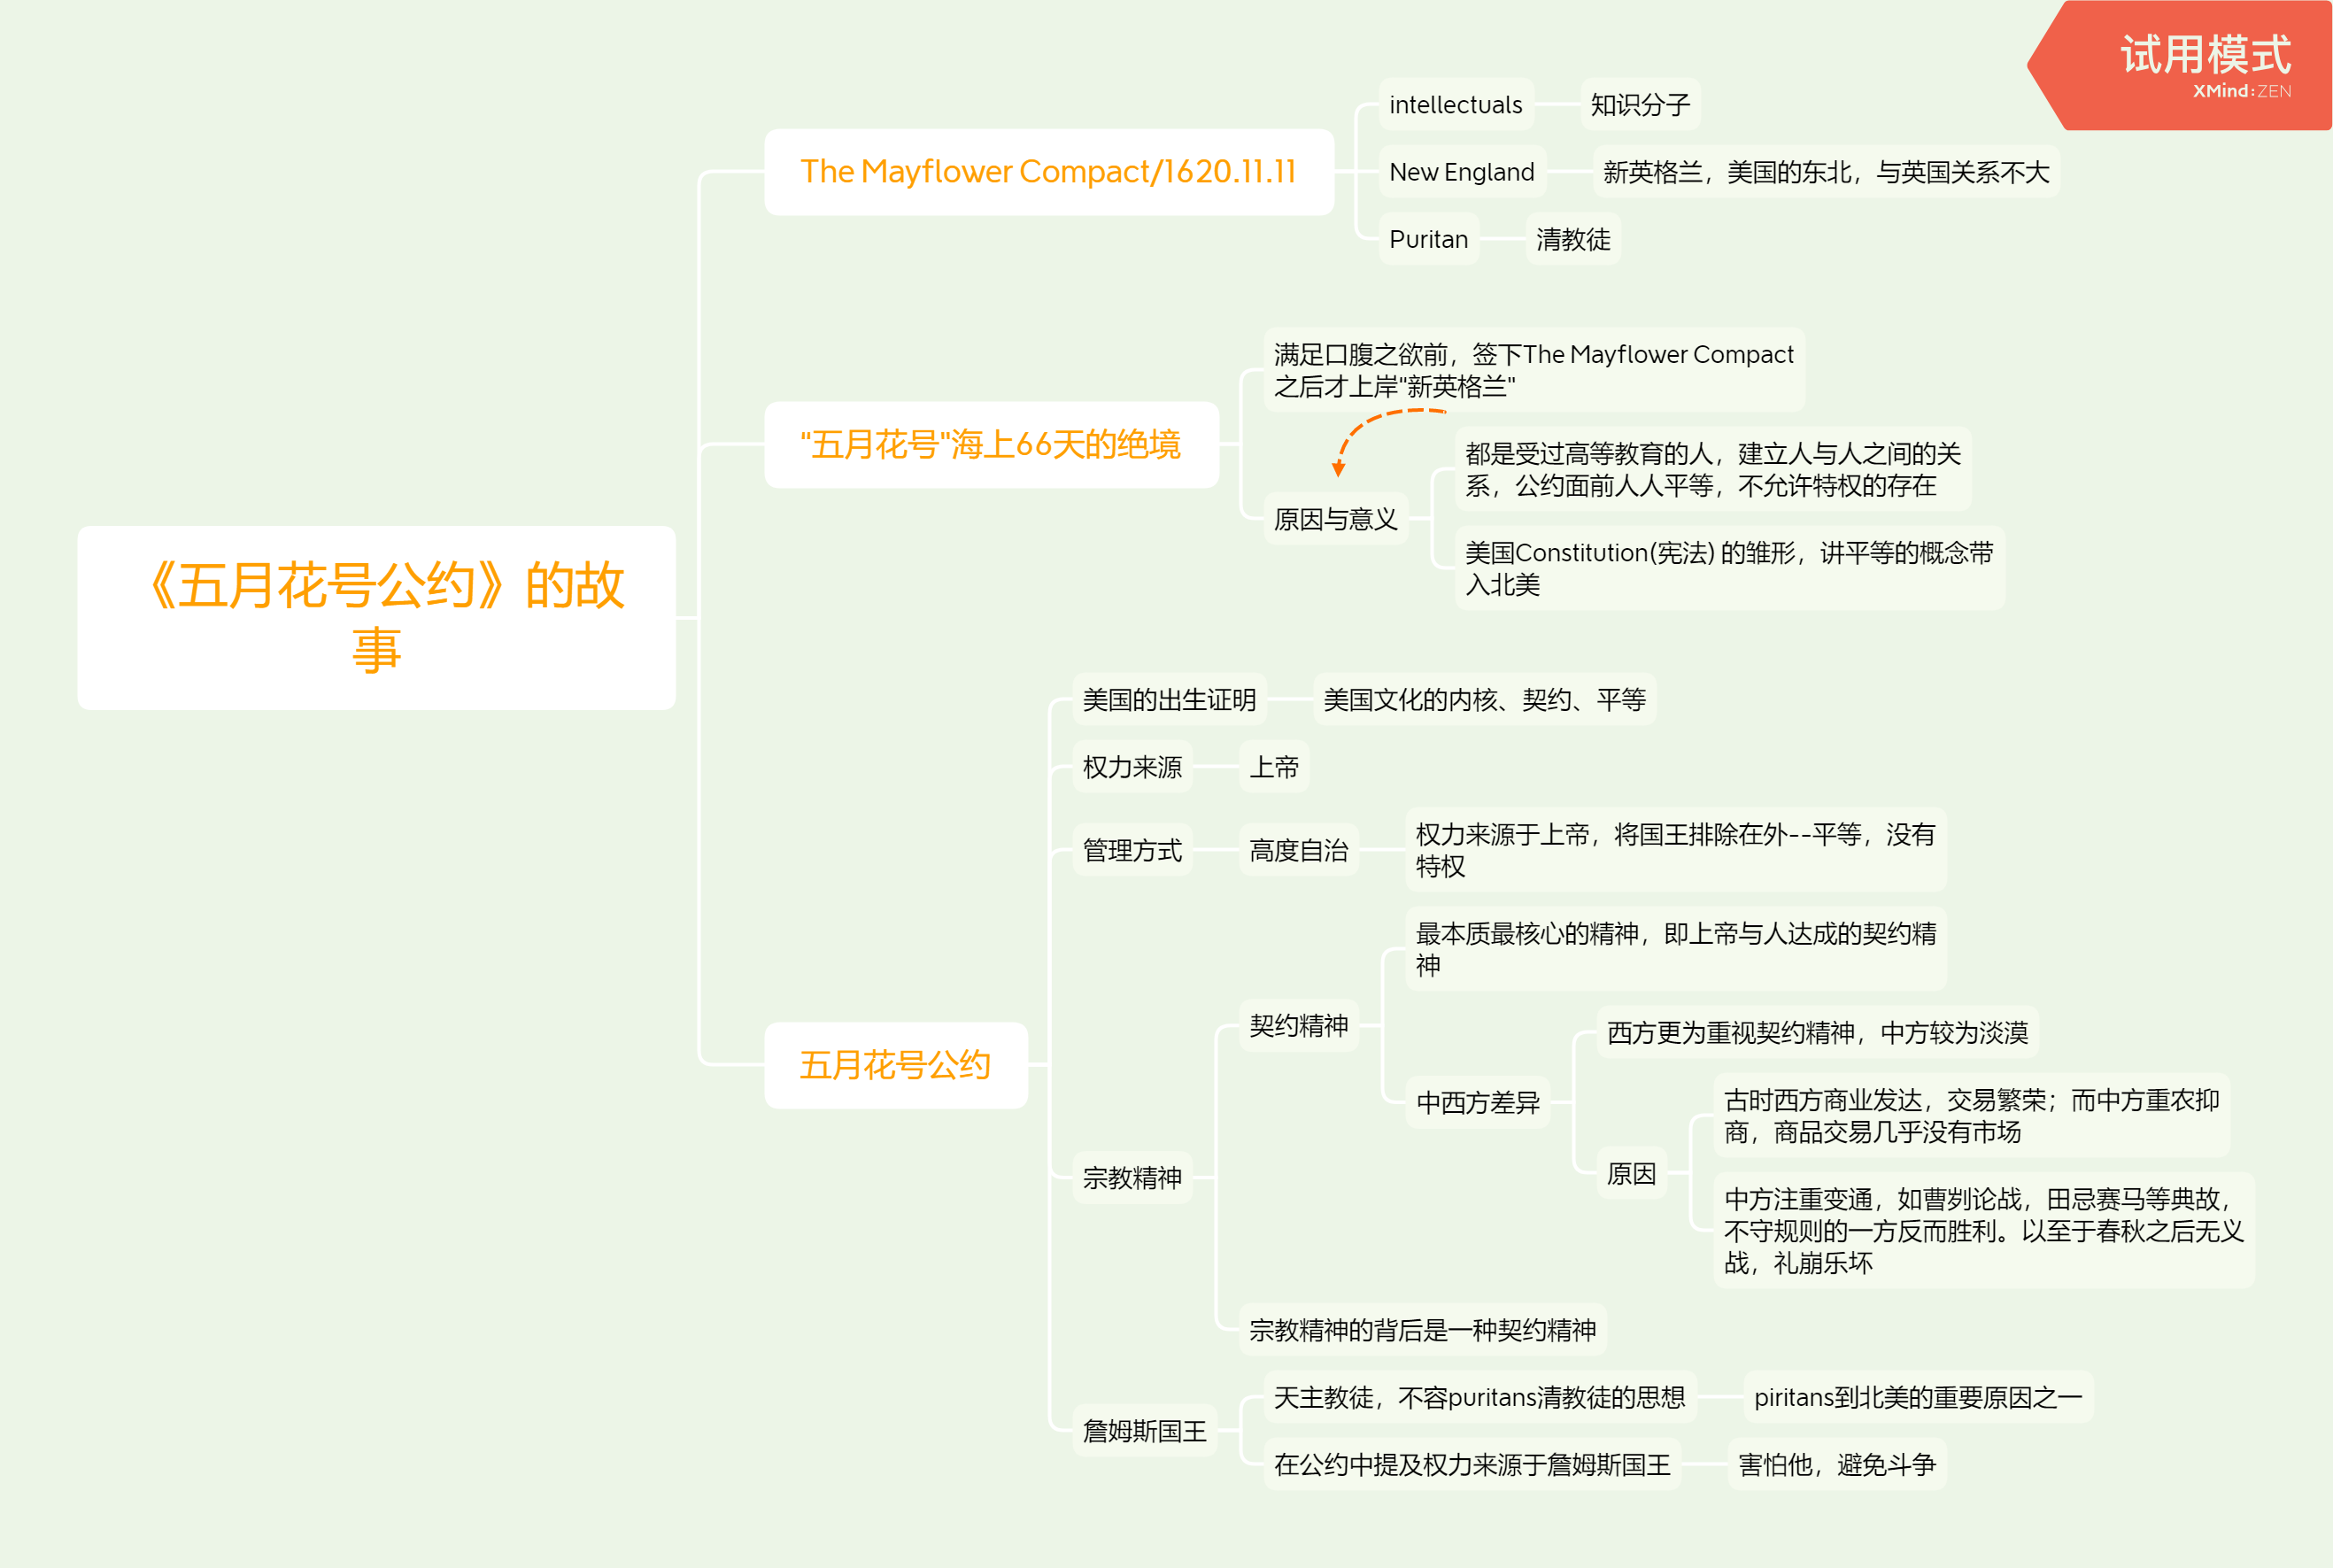 试用模式
XMind:ZEN
《五月花号公约》的故
事
The Mayflower Compact/1620.11.11
intellectuals
知识分子
New England
新英格兰，美国的东北，与英国关系不大
Puritan
清教徒
"五月花号"海上66天的绝境
满足口腹之欲前，签下The Mayflower Compact
之后才上岸"新英格兰"
原因与意义
都是受过高等教育的人，建立人与人之间的关
系，公约面前人人平等，不允许特权的存在
美国Constitution(宪法) 的雏形，讲平等的概念带
入北美
五月花号公约
美国的出生证明
美国文化的内核、契约、平等
权力来源
上帝
管理方式
高度自治
权力来源于上帝，将国王排除在外--平等，没有
特权
宗教精神
契约精神
最本质最核心的精神，即上帝与人达成的契约精
神
中西方差异
西方更为重视契约精神，中方较为淡漠
原因
古时西方商业发达，交易繁荣；而中方重农抑
商，商品交易几乎没有市场
中方注重变通，如曹刿论战，田忌赛马等典故，
不守规则的一方反而胜利。以至于春秋之后无义
战，礼崩乐坏
宗教精神的背后是一种契约精神
詹姆斯国王
天主教徒，不容puritans清教徒的思想
piritans到北美的重要原因之一
在公约中提及权力来源于詹姆斯国王
害怕他，避免斗争